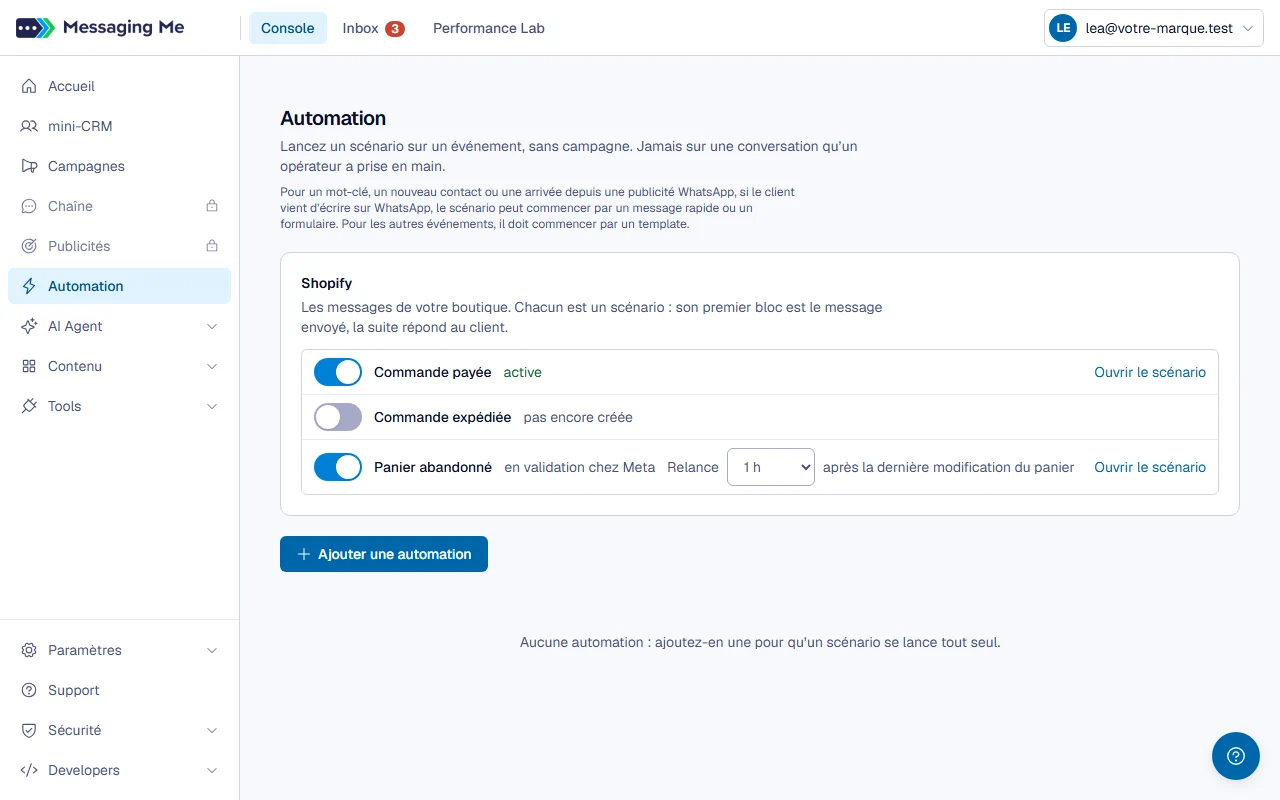 Messaging Me
Console
Inbox 3
Performance Lab
LE lea@votre-marque.test
Accueil
mini-CRM
Campagnes
Chaîne
Publicités
Automation
AI Agent
Contenu
Tools
Paramètres
Support
Sécurité
Developers
Automation
Lancez un scénario sur un événement, sans campagne. Jamais sur une conversation qu’un
opérateur a prise en main.
Pour un mot-clé, un nouveau contact ou une arrivée depuis une publicité WhatsApp, si le client
vient d’écrire sur WhatsApp, le scénario peut commencer par un message rapide ou un
formulaire. Pour les autres événements, il doit commencer par un template.
Shopify
Les messages de votre boutique. Chacun est un scénario : son premier bloc est le message
envoyé, la suite répond au client.
Commande payée active Ouvrir le scénario
Commande expédiée pas encore créée
Panier abandonné en validation chez Meta Relance 1 h après la dernière modification du panier Ouvrir le scénario
Ajouter une automation
Aucune automation : ajoutez-en une pour qu’un scénario se lance tout seul.